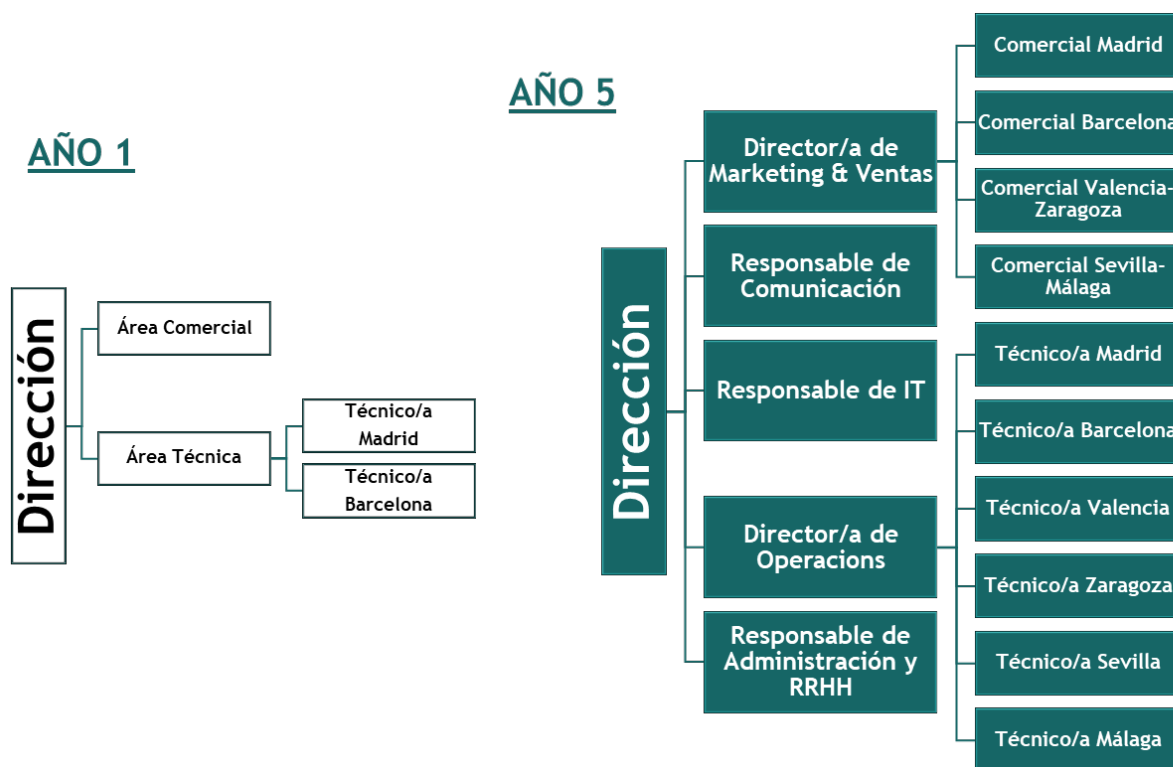 AÑO 1
Dirección
Área Comercial
Área Técnica
Técnico/a
Madrid
Técnico/a
Barcelona
AÑO 5
Dirección
Director/a de
Marketing & Ventas
Responsable de
Comunicación
Responsable de IT
Director/a de
Operacions
Responsable de
Administración y
RRHH
Comercial Madrid
Comercial Barcelona
Comercial Valencia-
Zaragoza
Comercial Sevilla-
Málaga
Técnico/a Madrid
Técnico/a Barcelona
Técnico/a Valencia
Técnico/a Zaragoza
Técnico/a Sevilla
Técnico/a Málaga